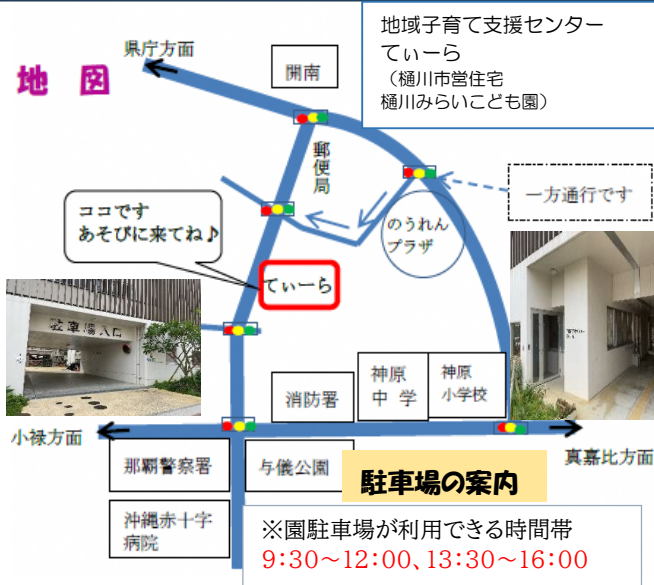 地域子育て支援センター
てぃーら
（樋川市営住宅
樋川みらいこども園）
県庁方面
地図
開南
郵便局
一方通行です
ココです
あそびに来てね♪
のうれん
プラザ
てぃーら
駐車場入口
消防署
神原
中学
神原
小学校
小禄方面
真嘉比方面
那覇警察署
与儀公園
駐車場の案内
沖縄赤十字
病院
※園駐車場が利用できる時間帯
9:30～12:00、13:30～16:00